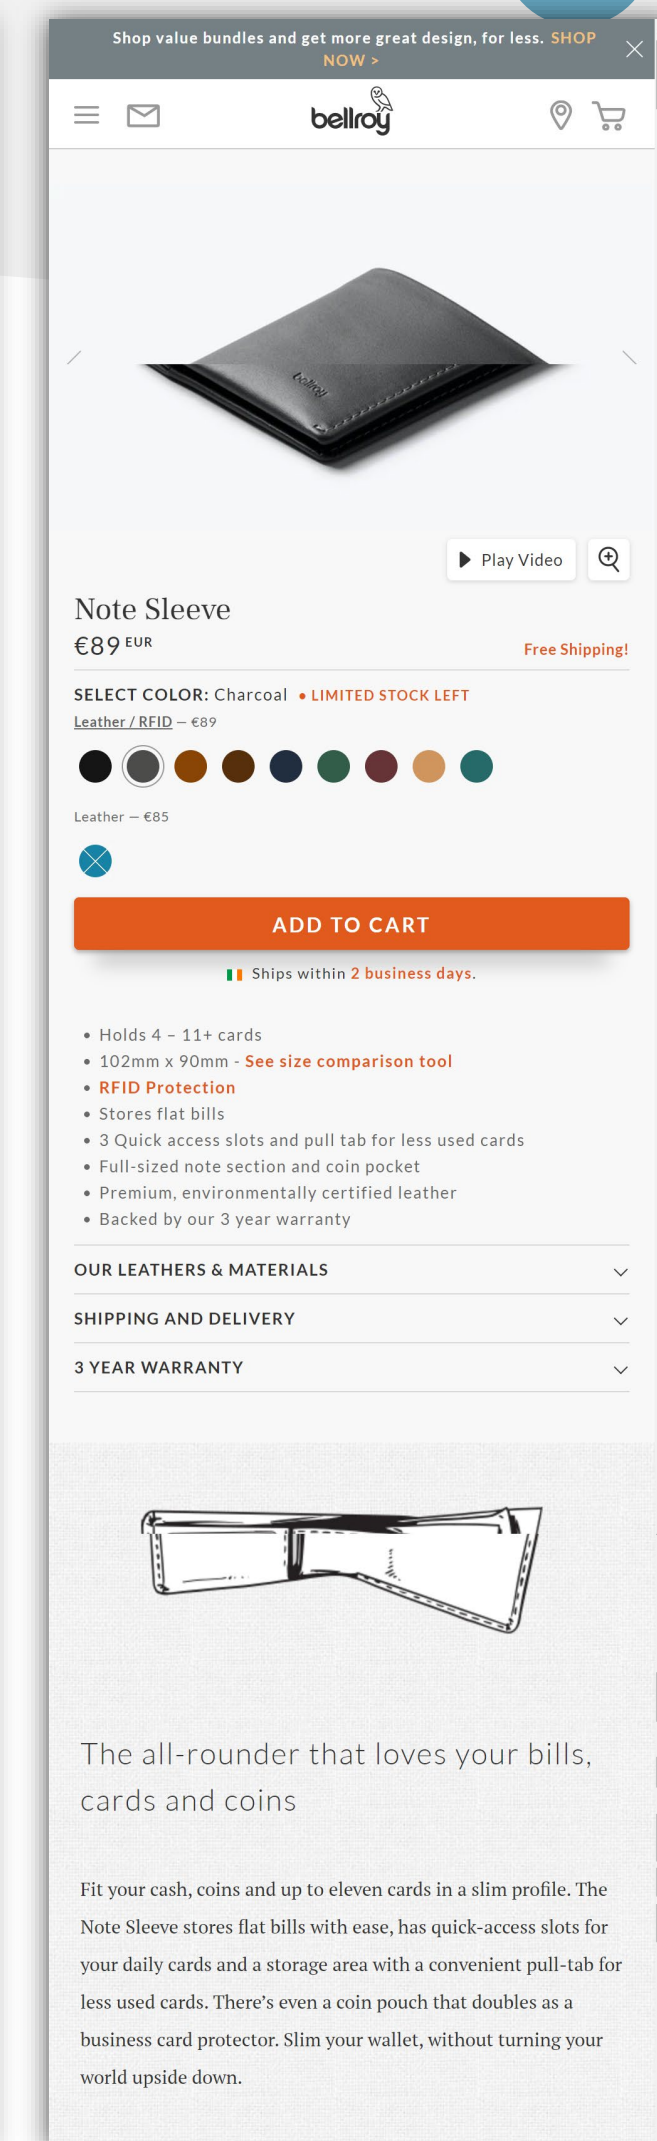 Shop value bundles and get more great design, for less. SHOP
NOW >
bellroy
bellroy
Play Video
Note Sleeve
€89 EUR
Free Shipping!
SELECT COLOR: Charcoal • LIMITED STOCK LEFT
Leather / RFID — €89
Leather — €85
ADD TO CART
Ships within 2 business days.
• Holds 4 – 11+ cards
• 102mm x 90mm - See size comparison tool
• RFID Protection
• Stores flat bills
• 3 Quick access slots and pull tab for less used cards
• Full-sized note section and coin pocket
• Premium, environmentally certified leather
• Backed by our 3 year warranty
OUR LEATHERS & MATERIALS
SHIPPING AND DELIVERY
3 YEAR WARRANTY
The all-rounder that loves your bills,
cards and coins
Fit your cash, coins and up to eleven cards in a slim profile. The
Note Sleeve stores flat bills with ease, has quick-access slots for
your daily cards and a storage area with a convenient pull-tab for
less used cards. There’s even a coin pouch that doubles as a
business card protector. Slim your wallet, without turning your
world upside down.